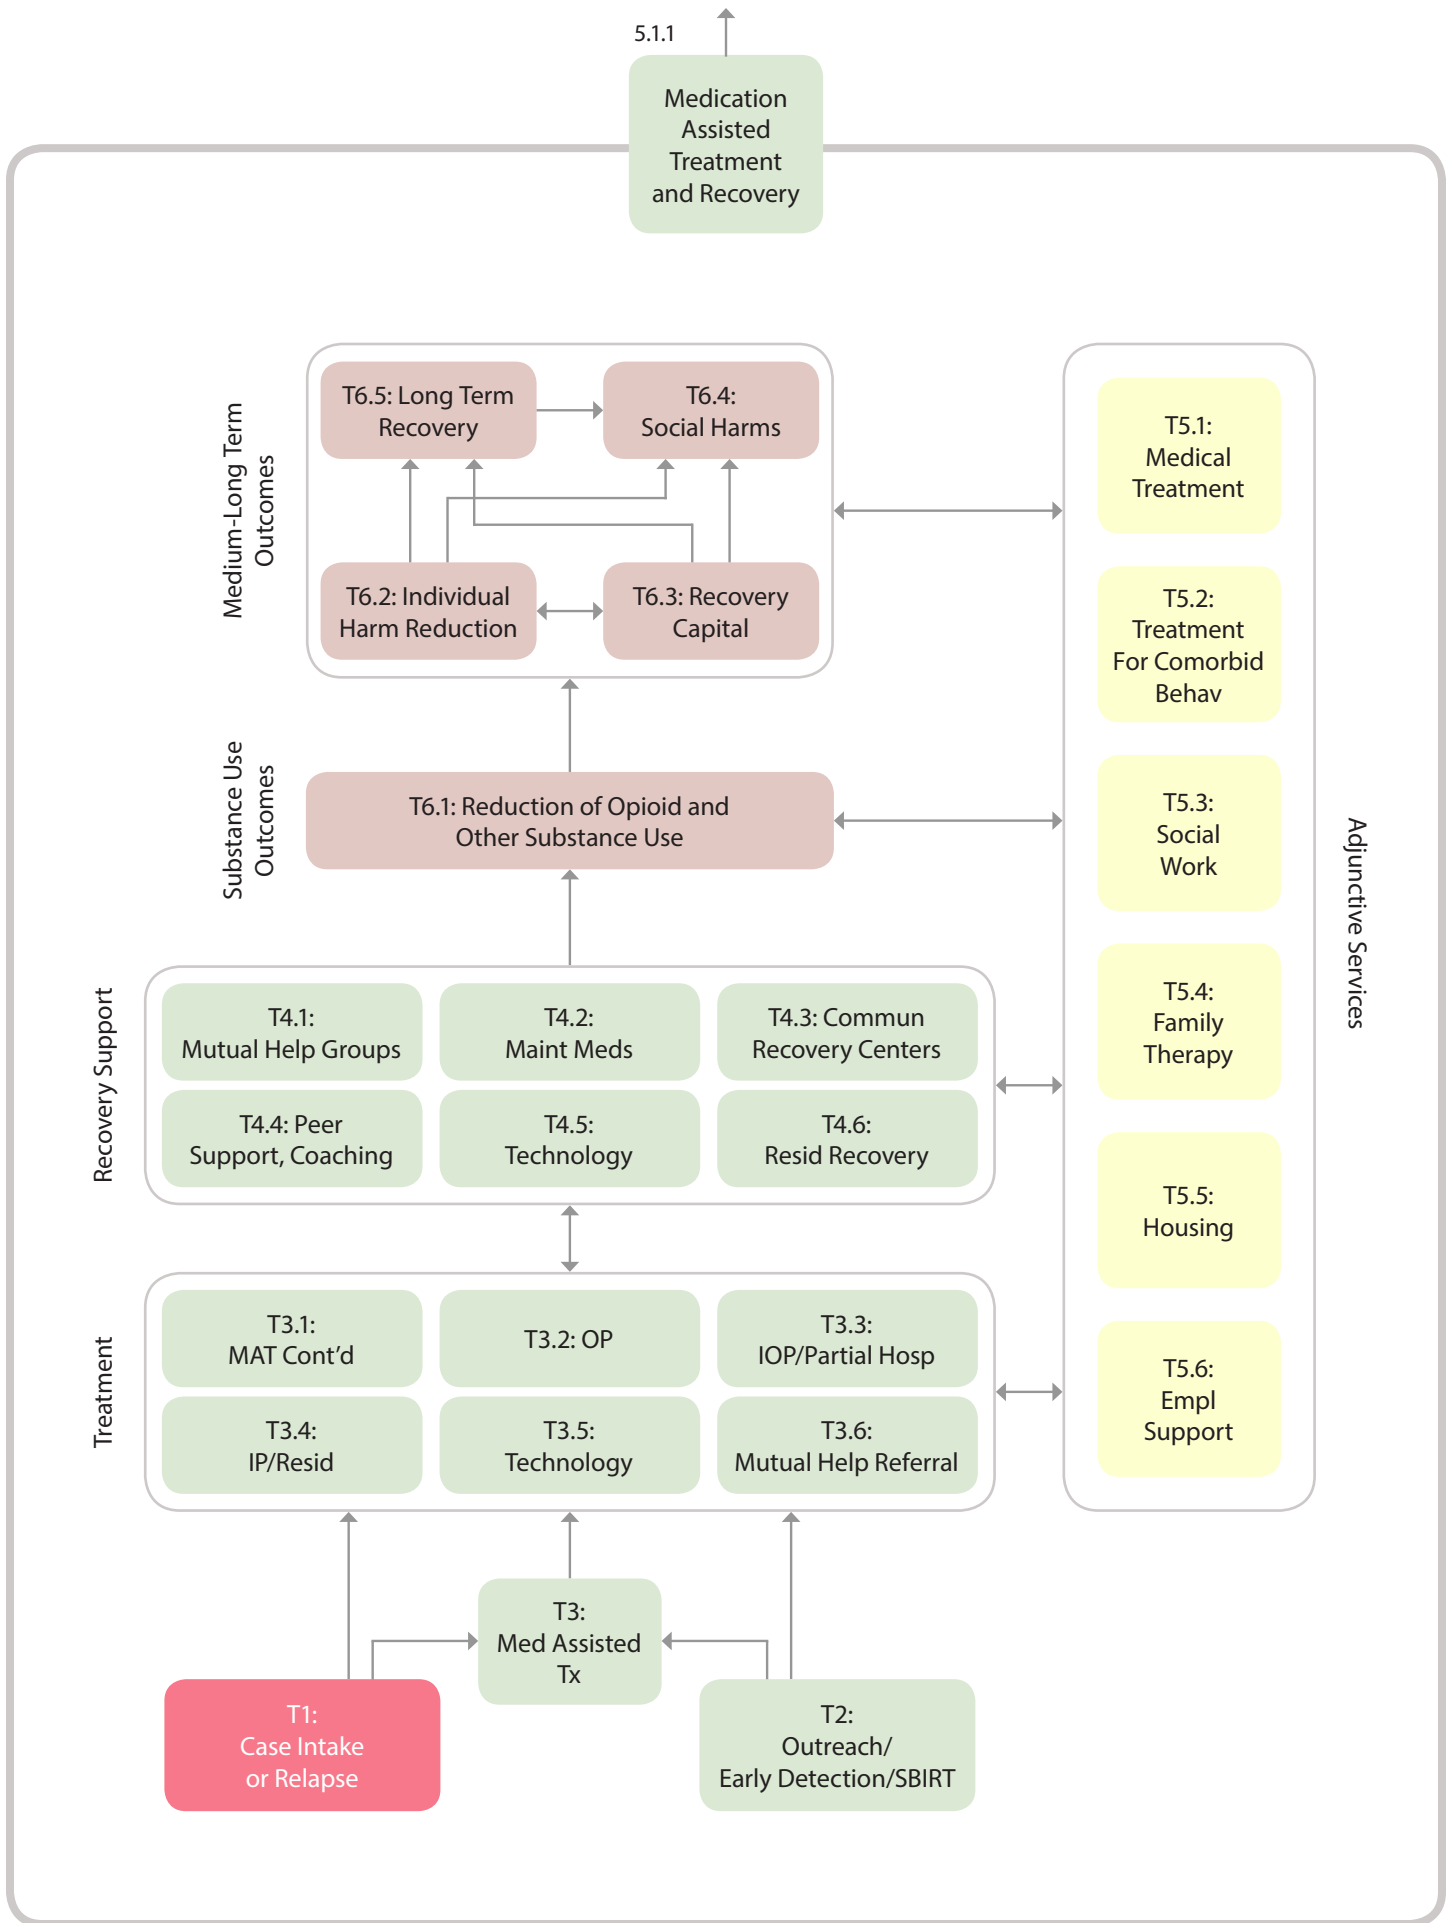 5.1.1
Medication
Assisted
Treatment
and Recovery
Medium-Long Term
Outcomes
T6.5: Long Term
Recovery
T6.4:
Social Harms
T6.2: Individual
Harm Reduction
T6.3: Recovery
Capital
Substance Use
Outcomes
T6.1: Reduction of Opioid and
Other Substance Use
Recovery Support
T4.1:
Mutual Help Groups
T4.2:
Maint Meds
T4.3: Commun
Recovery Centers
T4.4: Peer
Support, Coaching
T4.5:
Technology
T4.6:
Resid Recovery
Treatment
T3.1:
MAT Cont’d
T3.2: OP
T3.3:
IOP/Partial Hosp
T3.4:
IP/Resid
T3.5:
Technology
T3.6:
Mutual Help Referral
T3:
Med Assisted
Tx
T1:
Case Intake
or Relapse
T2:
Outreach/
Early Detection/SBIRT
T5.1:
Medical
Treatment
T5.2:
Treatment
For Comorbid
Behav
T5.3:
Social
Work
T5.4:
Family
Therapy
T5.5:
Housing
T5.6:
Empl
Support
Adjunctive Services